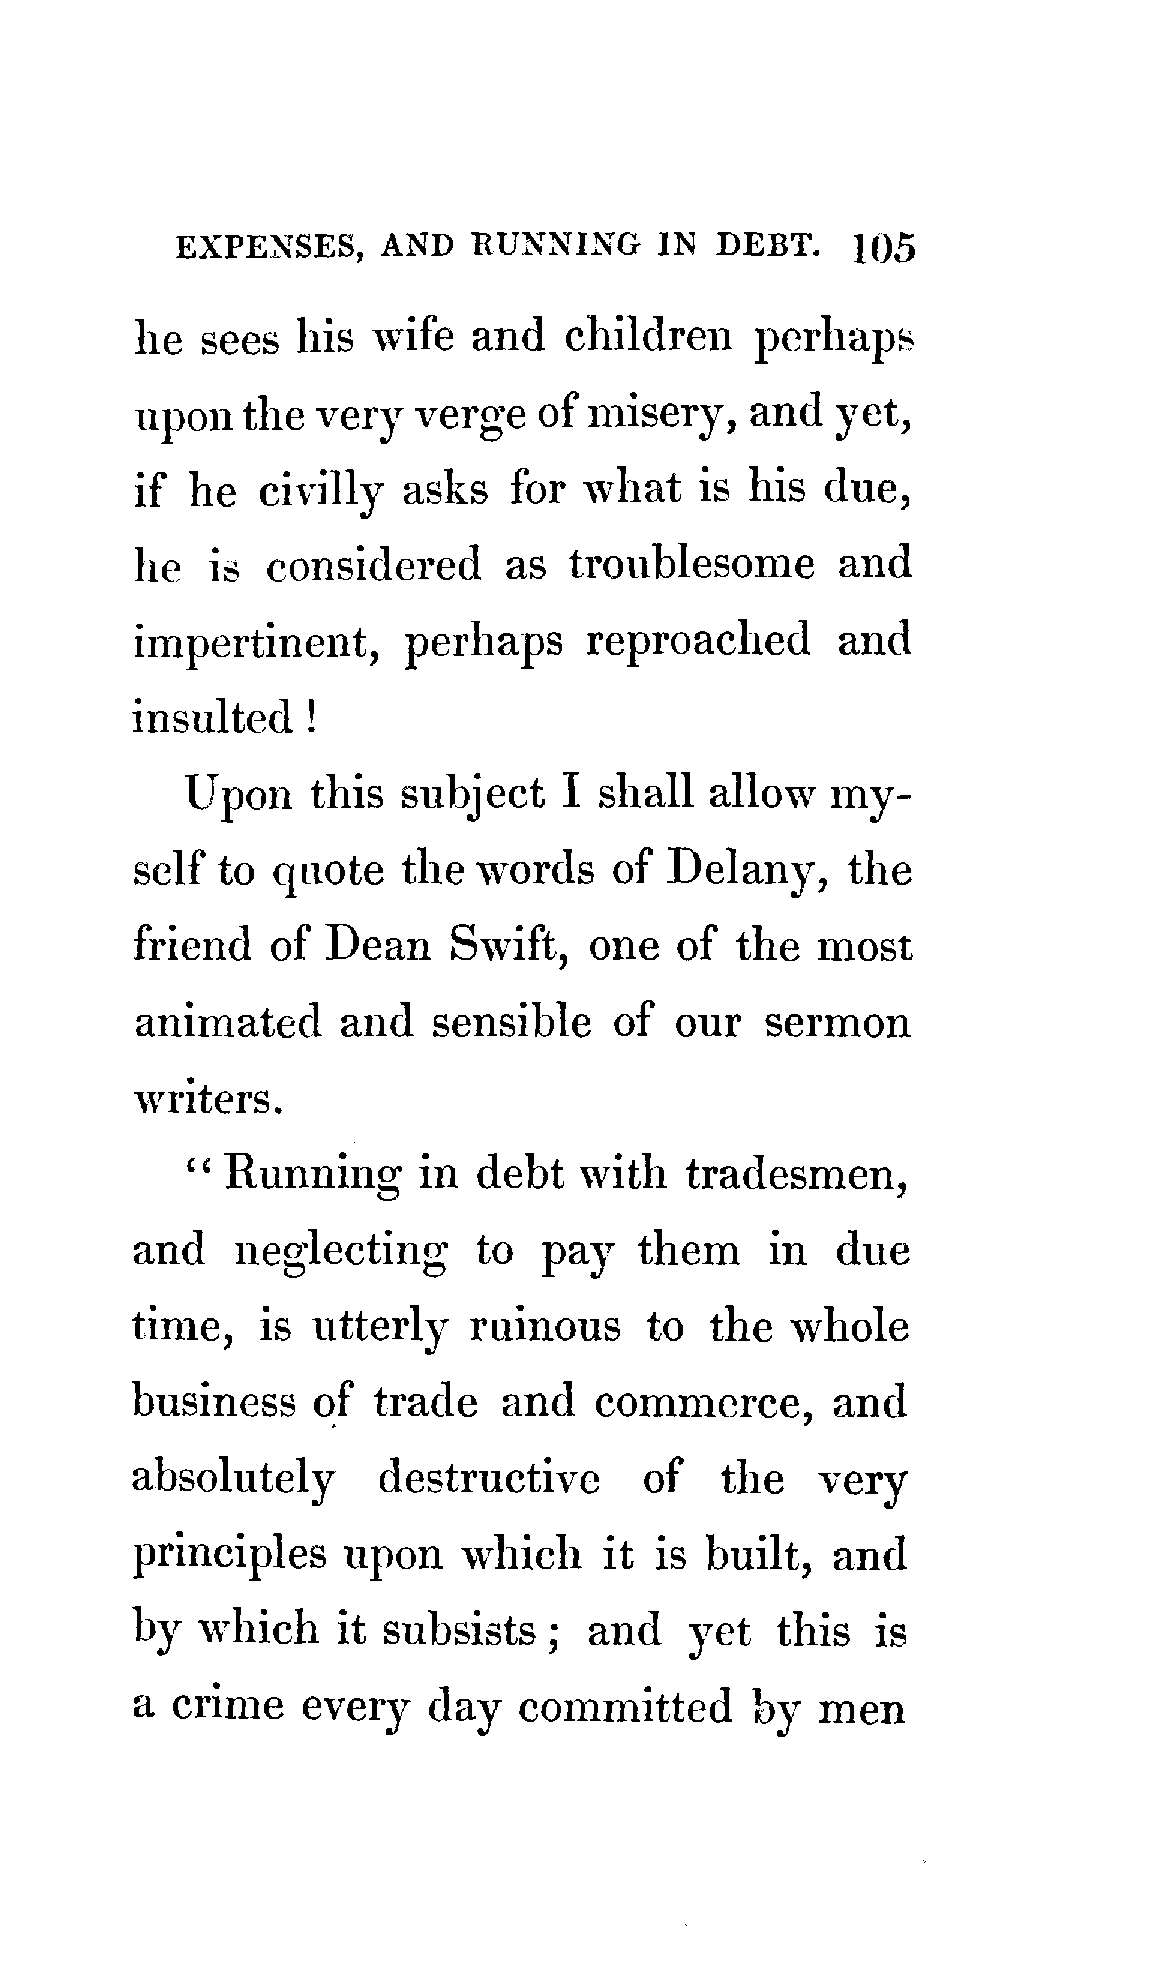 EXPENSES, AND RUNNING IN DEBT. 105
he sees his wife and children perhaps
upon the very verge of misery, and yet,
if he civilly asks for what is his due,
he is considered as troublesome and
impertinent, perhaps reproached and
insulted !
Upon this subject I shall allow my-
self to quote the words of Delany, the
friend of Dean Swift, one of the most
animated and sensible of our sermon
writers.
“ Running in debt with tradesmen,
and neglecting to pay them in due
time, is utterly ruinous to the whole
business of trade and commerce, and
absolutely destructive of the very
principles upon which it is built, and
by which it subsists ; and yet this is
a crime every day committed by men